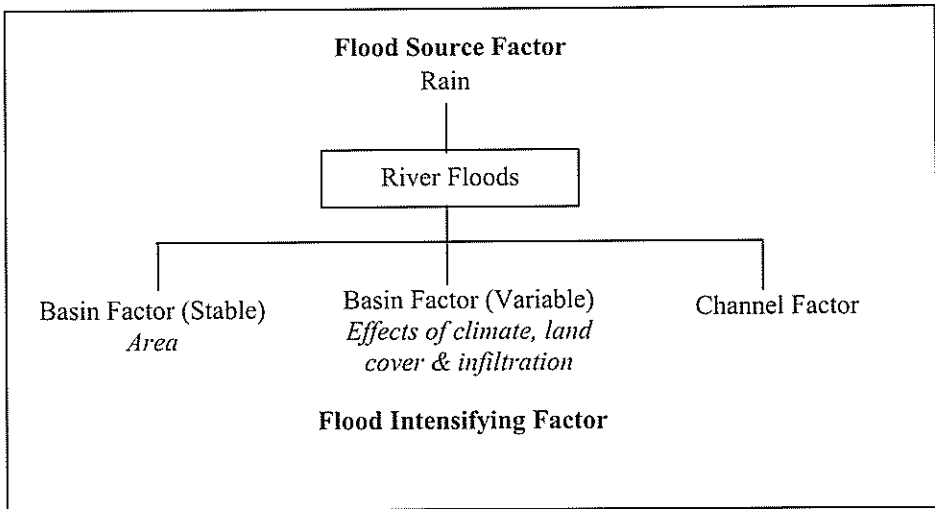 Flood Source Factor
Rain
River Floods
Basin Factor (Stable)
Area
Basin Factor (Variable)
Effects of climate, land
cover & infiltration
Channel Factor
Flood Intensifying Factor